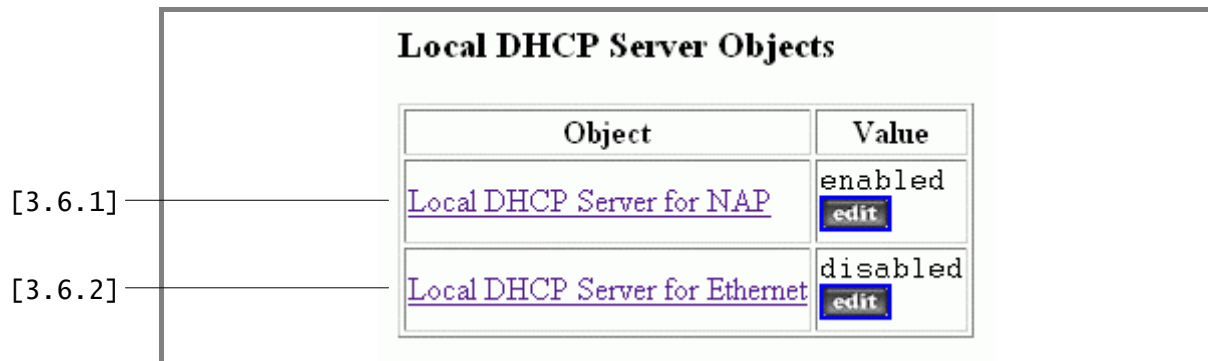 Local DHCP Server Objects
Object Value
[3.6.1] Local DHCP Server for NAP enabled
edit
[3.6.2] Local DHCP Server for Ethernet disabled
edit